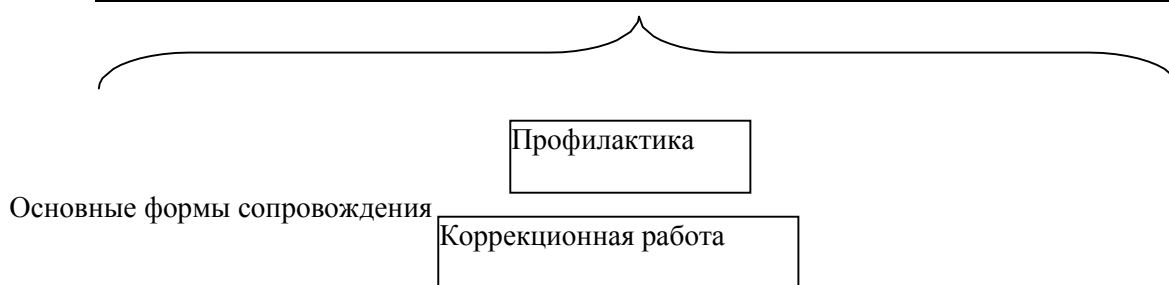 Профилактика
Основные формы сопровождения
Коррекционная работа